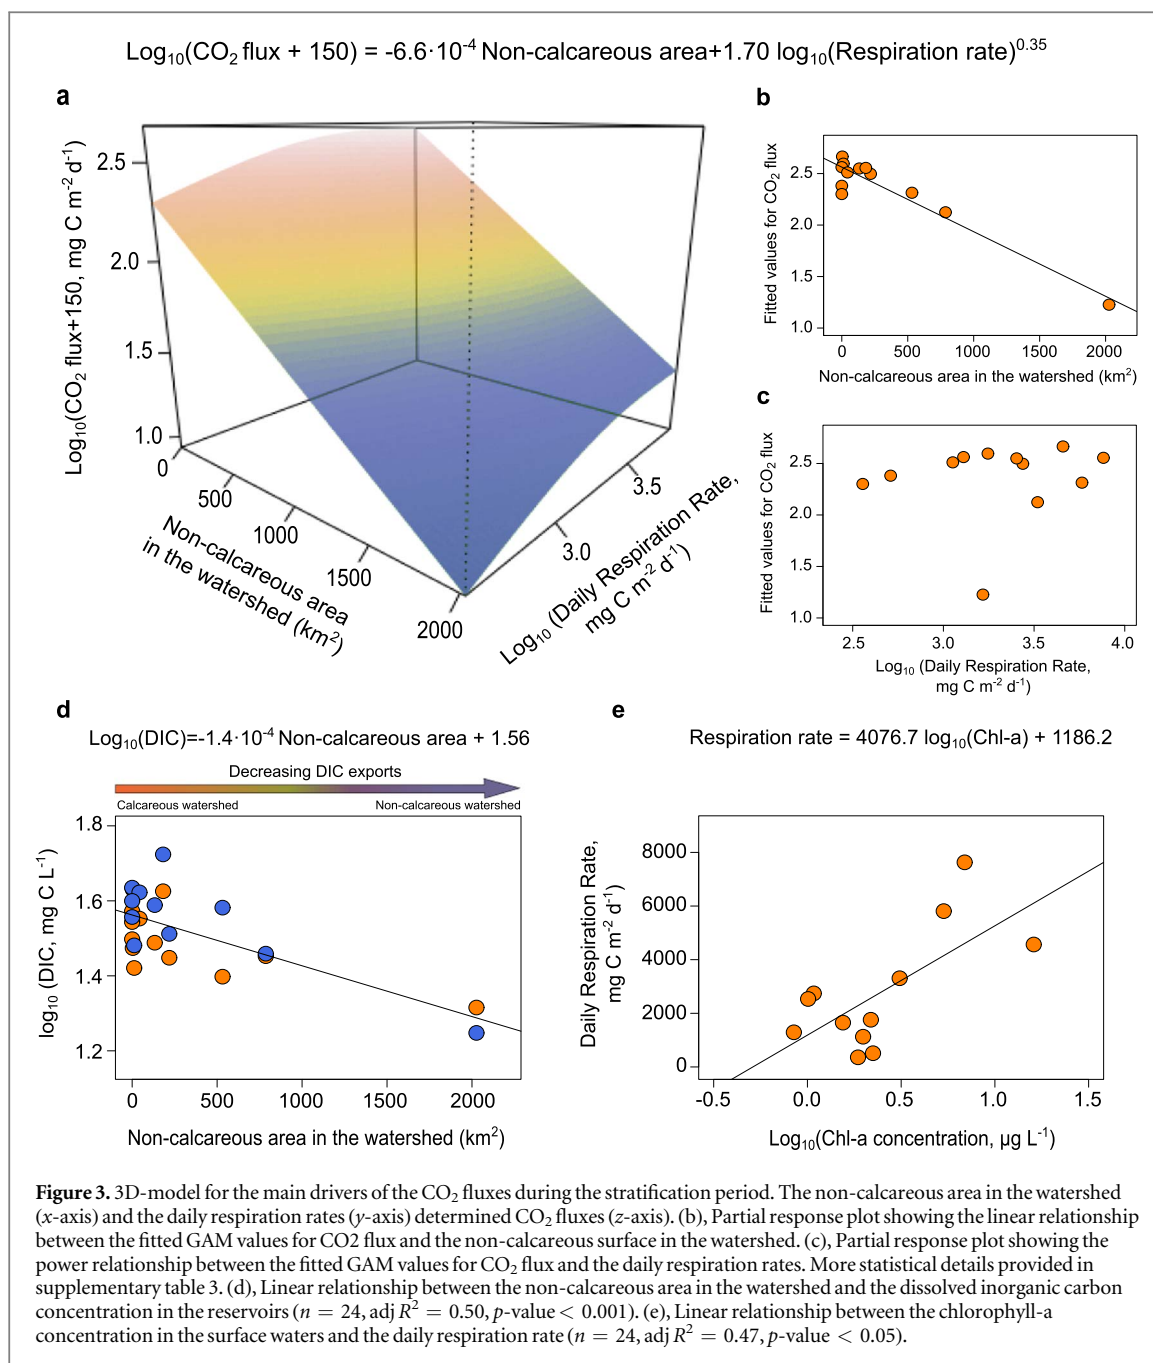 Log10(CO2 flux + 150) = -6.6·10-4 Non-calcareous area+1.70 log10(Respiration rate)0.35
a
Log10(CO2 flux+150, mg C m-2 d-1)
2.5
2.0
1.5
1.0
0
500
1000
1500
2000
Non-calcareous area
in the watershed (km2)
3.0
3.5
Log10 (Daily Respiration Rate,
mg C m-2 d-1)
b
Fitted values for CO2 flux
2.5
2.0
1.5
1.0
0 500 1000 1500 2000
Non-calcareous area in the watershed (km2)
c
Fitted values for CO2 flux
2.5
2.0
1.5
1.0
2.5 3.0 3.5 4.0
Log10 (Daily Respiration Rate,
mg C m-2 d-1)
d
Log10(DIC)=-1.4·10-4 Non-calcareous area + 1.56
Decreasing DIC exports
Calcareous watershed Non-calcareous watershed
log10 (DIC, mg C L-1)
1.8
1.6
1.4
1.2
0 500 1000 1500 2000
Non-calcareous area in the watershed (km2)
e
Respiration rate = 4076.7 log10(Chl-a) + 1186.2
Daily Respiration Rate,
mg C m-2 d-1)
8000
6000
4000
2000
0
-0.5 0.0 0.5 1.0 1.5
Log10(Chl-a concentration, µg L-1)
Figure 3. 3D-model for the main drivers of the CO2 fluxes during the stratification period. The non-calcareous area in the watershed
(x-axis) and the daily respiration rates (y-axis) determined CO2 fluxes (z-axis). (b), Partial response plot showing the linear relationship
between the fitted GAM values for CO2 flux and the non-calcareous surface in the watershed. (c), Partial response plot showing the
power relationship between the fitted GAM values for CO2 flux and the daily respiration rates. More statistical details provided in
supplementary table 3. (d), Linear relationship between the non-calcareous area in the watershed and the dissolved inorganic carbon
concentration in the reservoirs (n = 24, adj R2 = 0.50, p-value < 0.001). (e), Linear relationship between the chlorophyll-a
concentration in the surface waters and the daily respiration rate (n = 24, adj R2 = 0.47, p-value < 0.05).